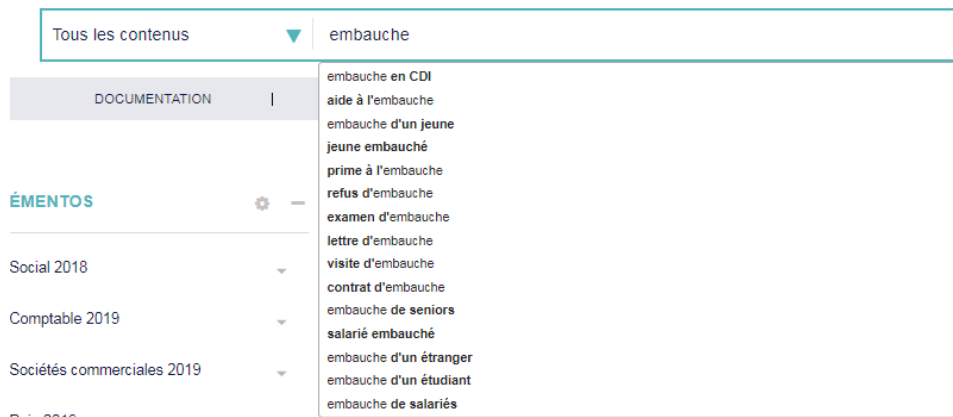 Tous les contenus ▼ embauche
DOCUMENTATION
embauche en CDI
aide à l'embauche
embauche d'un jeune
jeune embauché
prime à l'embauche
refus d'embauche
examen d'embauche
lettre d'embauche
visite d'embauche
contrat d'embauche
embauche de seniors
salarié embauché
embauche d'un étranger
embauche d'un étudiant
embauche de salariés
ÉMENTOS
Social 2018
Comptable 2019
Sociétés commerciales 2019